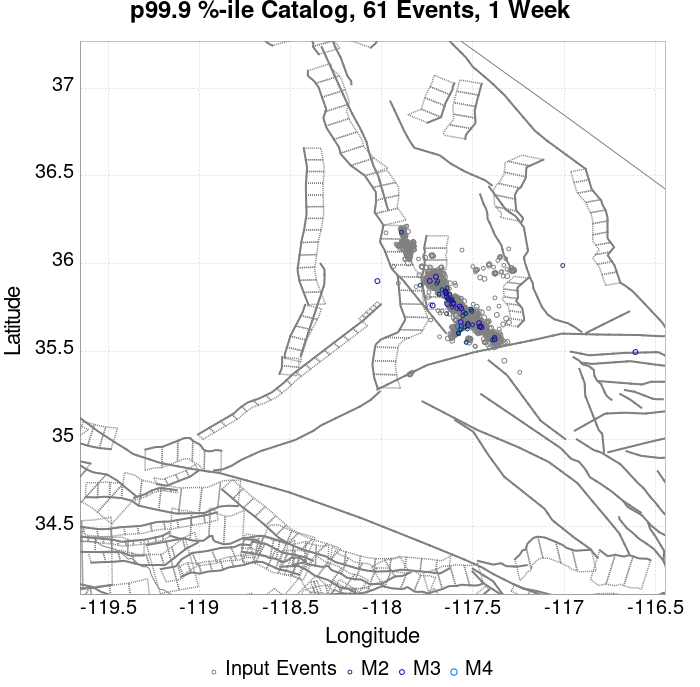 p99.9 %-ile Catalog, 61 Events, 1 Week
37
36.5
36
35.5
35
34.5
Latitude
-119.5 -119 -118.5 -118 -117.5 -117 -116.5
Longitude
Input Events M2 M3 M4